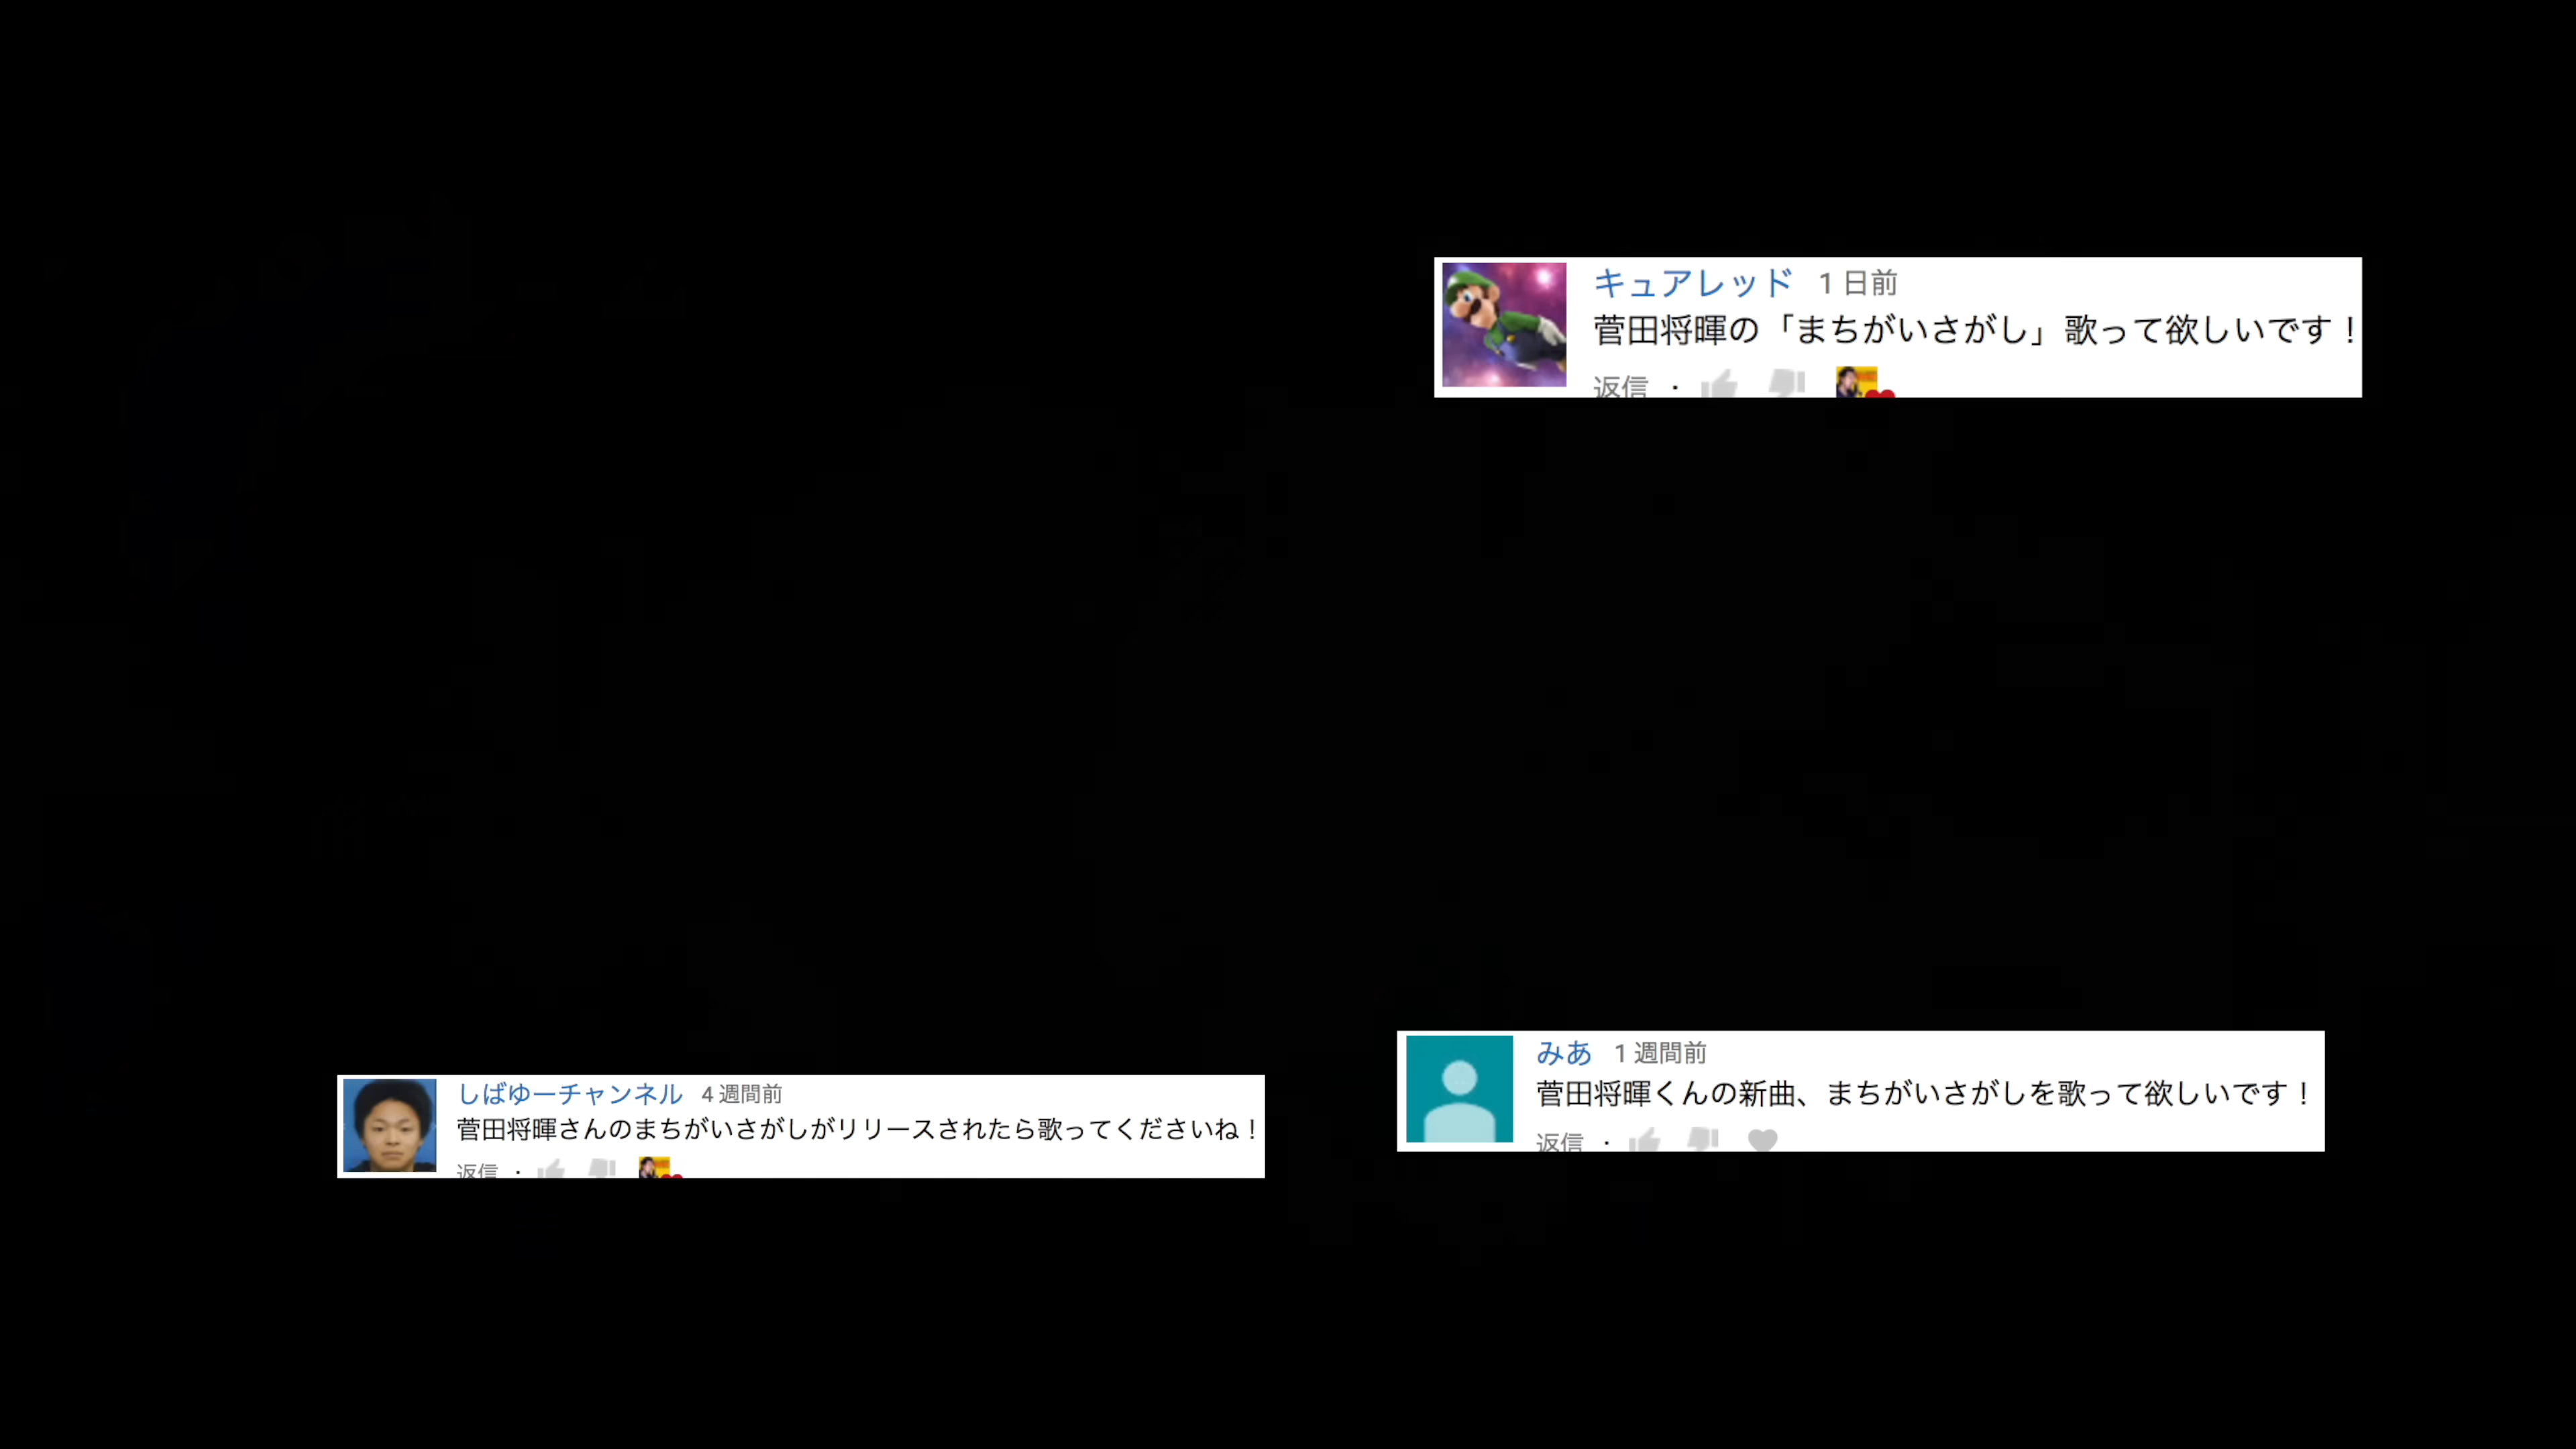 キュアレッド 1 日前
菅田将暉の「まちがいさがし」歌って欲しいです！
返信 ・
しばゆーチャンネル 4 週間前
菅田将暉さんのまちがいさがしがリリースされたら歌ってくださいね！
返信 ・
みあ 1 週間前
菅田将暉くんの新曲、まちがいさがしを歌って欲しいです！
返信 ・